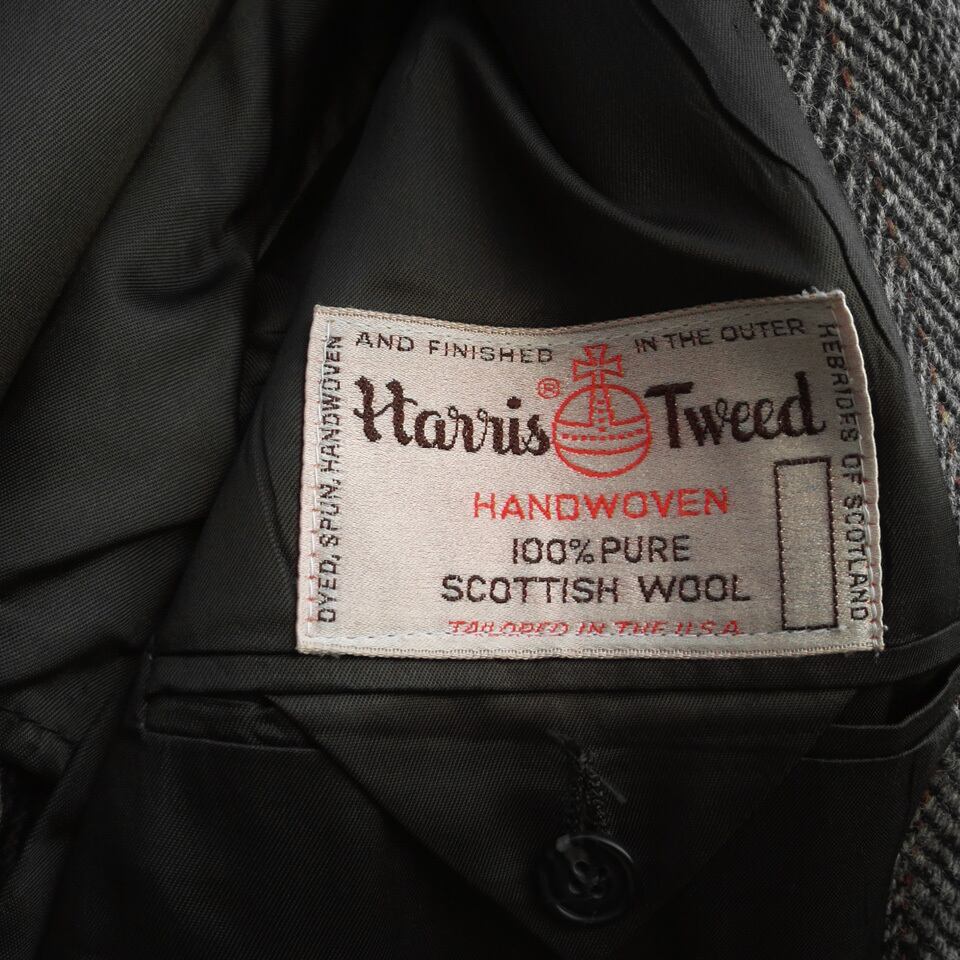 DYED, SPUN, HANDWOVEN
AND FINISHED IN THE OUTER
HEBRIDES OF SCOTLAND
Harris ® Tweed
HANDWOVEN
100% PURE
SCOTTISH WOOL
TAILORED IN THE U.S.A.